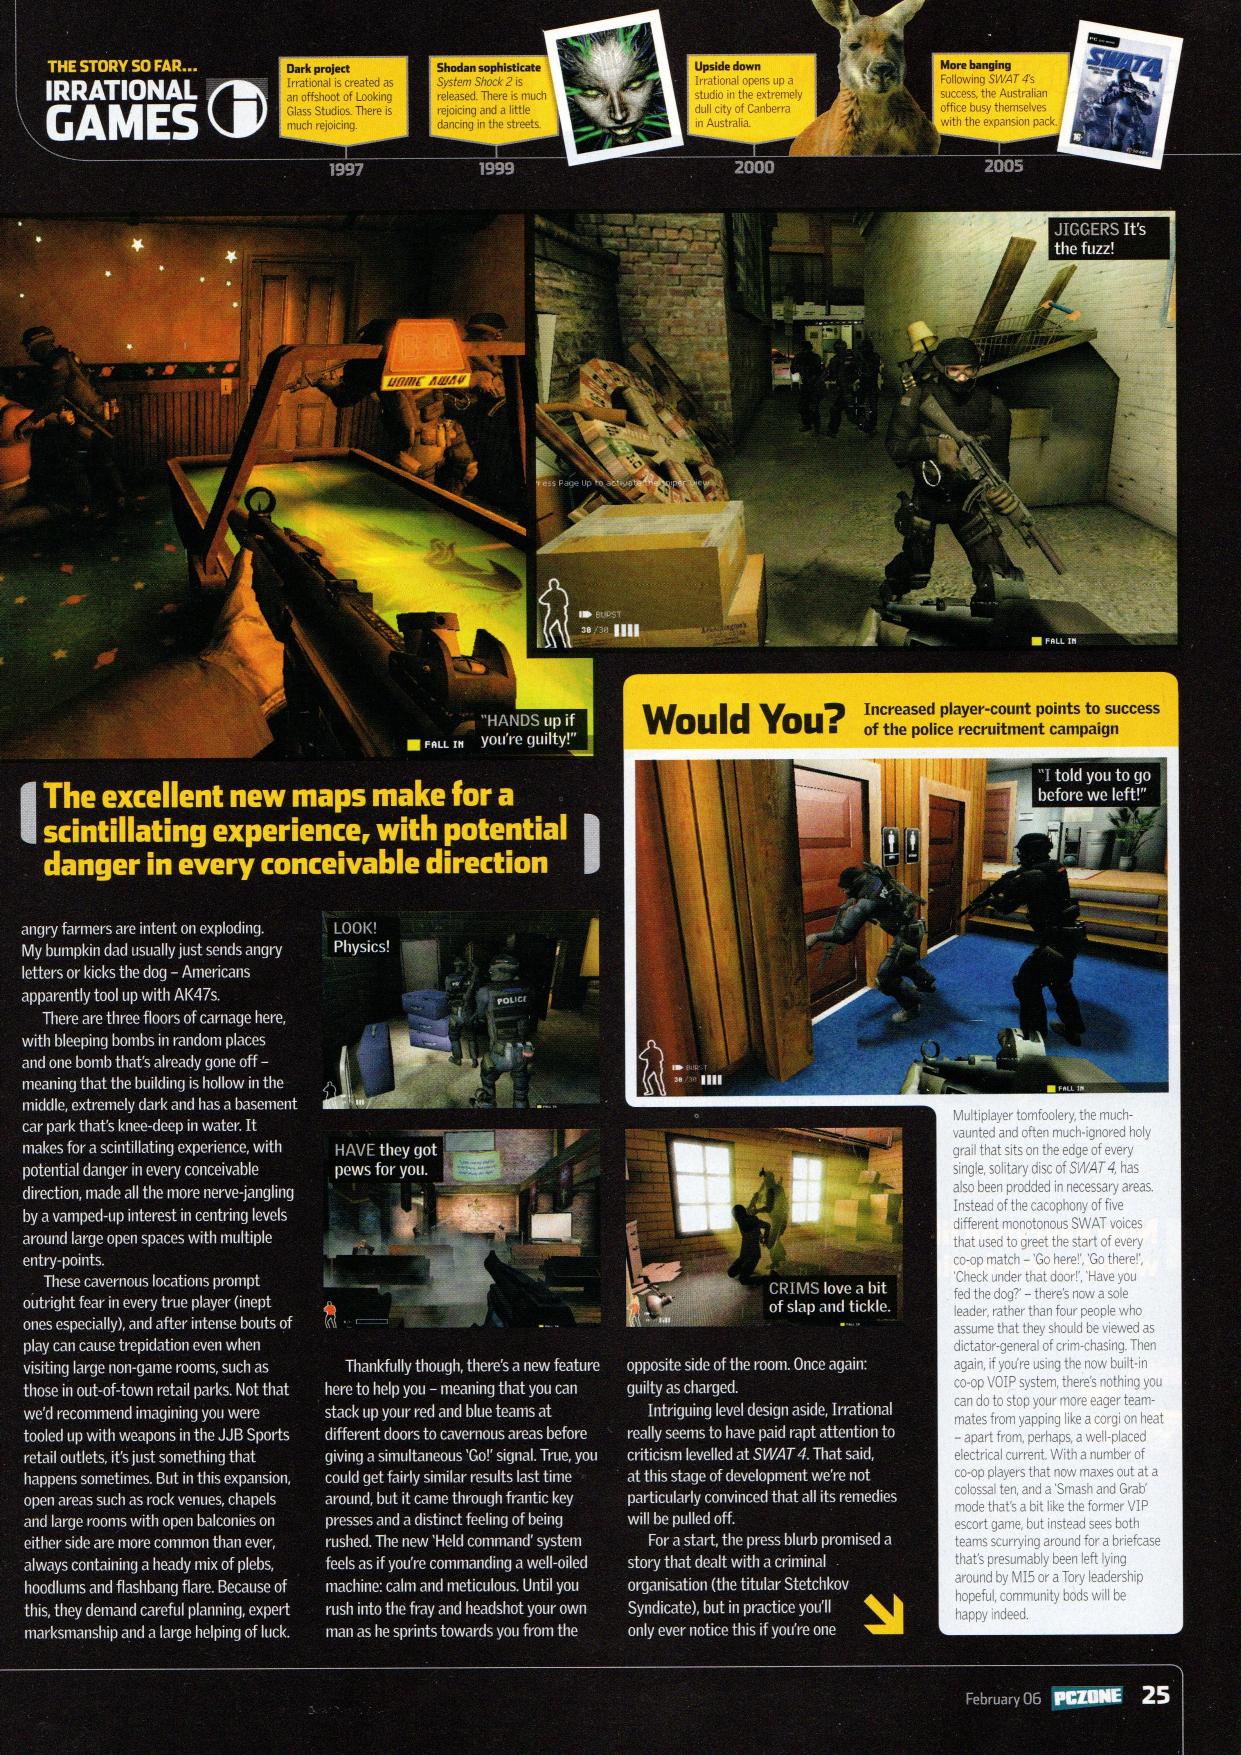 THE STORY SO FAR...
IRRATIONAL
GAMES
Dark project
Irrational is created as
an offshoot of Looking
Glass Studios. There is
much rejoicing.
1997
Shodan sophisticate
System Shock 2 is
released. There is much
rejoicing and a little
dancing in the streets.
1999
Upside down
Irrational opens up a
studio in the extremely
dull city of Canberra
in Australia.
2000
More banging
Following SWAT 4's
success, the Australian
office busy themselves
with the expansion pack.
2005
SWAT 4
HOME AWAY
FALL IN
"HANDS up if
you're guilty!"
JIGGERS It's
the fuzz!
Press Page Up to activate the sniper view
BURST
30/30
FALL IN
The excellent new maps make for a
scintillating experience, with potential
danger in every conceivable direction
angry farmers are intent on exploding.
My bumpkin dad usually just sends angry
letters or kicks the dog – Americans
apparently tool up with AK47s.
There are three floors of carnage here,
with bleeping bombs in random places
and one bomb that's already gone off –
meaning that the building is hollow in the
middle, extremely dark and has a basement
car park that's knee-deep in water. It
makes for a scintillating experience, with
potential danger in every conceivable
direction, made all the more nerve-jangling
by a vamped-up interest in centring levels
around large open spaces with multiple
entry-points.
These cavernous locations prompt
outright fear in every true player (inept
ones especially), and after intense bouts of
play can cause trepidation even when
visiting large non-game rooms, such as
those in out-of-town retail parks. Not that
we'd recommend imagining you were
tooled up with weapons in the JJB Sports
retail outlets, it's just something that
happens sometimes. But in this expansion,
open areas such as rock venues, chapels
and large rooms with open balconies on
either side are more common than ever,
always containing a heady mix of plebs,
hoodlums and flashbang flare. Because of
this, they demand careful planning, expert
marksmanship and a large helping of luck.
LOOK!
Physics!
POLICE
HAVE they got
pews for you.
CRIMS love a bit
of slap and tickle.
Thankfully though, there's a new feature
here to help you – meaning that you can
stack up your red and blue teams at
different doors to cavernous areas before
giving a simultaneous 'Go!' signal. True, you
could get fairly similar results last time
around, but it came through frantic key
presses and a distinct feeling of being
rushed. The new 'Held command' system
feels as if you're commanding a well-oiled
machine: calm and meticulous. Until you
rush into the fray and headshot your own
man as he sprints towards you from the
opposite side of the room. Once again:
guilty as charged.
Intriguing level design aside, Irrational
really seems to have paid rapt attention to
criticism levelled at SWAT 4. That said,
at this stage of development we're not
particularly convinced that all its remedies
will be pulled off.
For a start, the press blurb promised a
story that dealt with a criminal
organisation (the titular Stetchkov
Syndicate), but in practice you'll
only ever notice this if you're one
Would You?
Increased player-count points to success
of the police recruitment campaign
"I told you to go
before we left!"
BURST
30/30
FALL IN
Multiplayer tomfoolery, the much-
vaunted and often much-ignored holy
grail that sits on the edge of every
single, solitary disc of SWAT 4, has
also been prodded in necessary areas.
Instead of the cacophony of five
different monotonous SWAT voices
that used to greet the start of every
co-op match – 'Go here!', 'Go there!',
'Check under that door!', 'Have you
fed the dog?' – there's now a sole
leader, rather than four people who
assume that they should be viewed as
dictator-general of crim-chasing. Then
again, if you're using the now built-in
co-op VOIP system, there's nothing you
can do to stop your more eager team-
mates from yapping like a corgi on heat
– apart from, perhaps, a well-placed
electrical current. With a number of
co-op players that now maxes out at a
colossal ten, and a 'Smash and Grab'
mode that's a bit like the former VIP
escort game, but instead sees both
teams scurrying around for a briefcase
that's presumably been left lying
around by MI5 or a Tory leadership
hopeful, community bods will be
happy indeed.
February 06 PCZONE 25